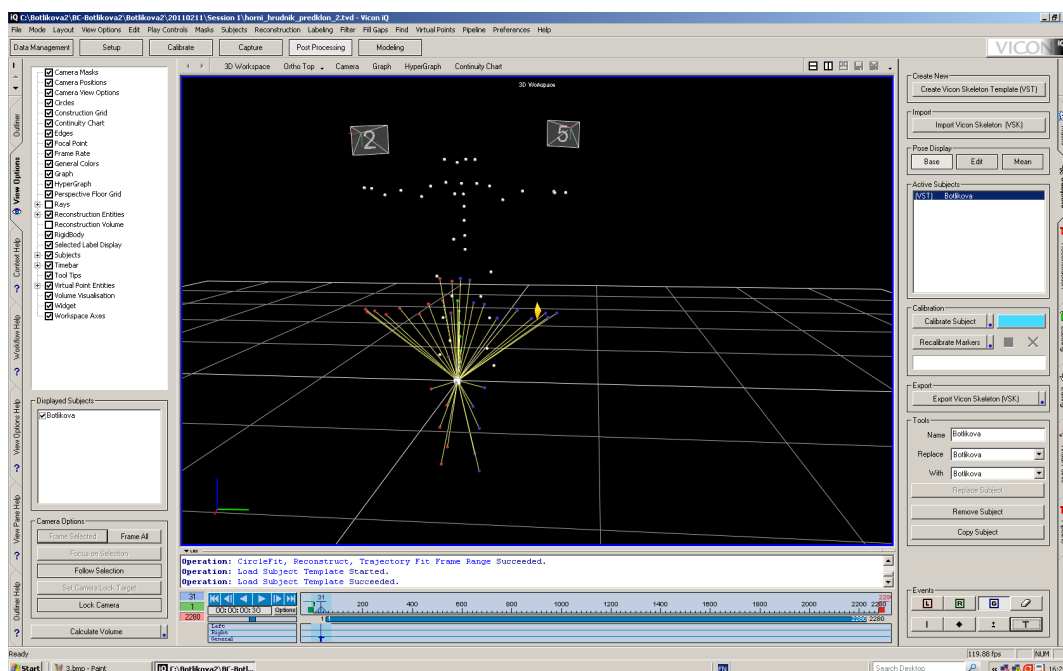 C:\Botlikova2\BC-Botlikova2\20110211\Session 1\horni_hrudnik_predklon_2.tvd - Vicon iQ
File Mode Layout View Options Edit Play Controls Masks Subjects Reconstruction Labeling Filter Fill Gaps Find Virtual Points Pipeline Preferences Help
Data Management Setup Calibrate Capture Post Processing Modeling VICON
3D Workspace Ortho Top Camera Graph HyperGraph Continuity Chart
3D Workspace
2 5
Outliner
View Options
Context Help
Workflow Help
View Options Help
View Pane Help
Outliner Help
Camera Masks
Camera Positions
Camera View Options
Circles
Construction Grid
Continuity Chart
Edges
Focal Point
Frame Rate
General Colors
Graph
HyperGraph
Perspective Floor Grid
Rays
Reconstruction Entities
Reconstruction Volume
RigidBody
Selected Label Display
Subjects
Timebar
Tool Tips
Virtual Point Entities
Volume Visualisation
Widget
Workspace Axes
Displayed Subjects
Botlikova
Camera Options
Frame Selected Frame All
Focus on Selection
Follow Selection
Set Camera Lock Target
Lock Camera
Calculate Volume
Create New
Create Vicon Skeleton Template (VST)
Import
Import Vicon Skeleton (VSK)
Pose Display
Base Edit Mean
Active Subjects
[VST] Botlikova
Calibration
Calibrate Subject
Recalibrate Markers
Export
Export Vicon Skeleton (VSK)
Tools
Name Botlikova
Replace Botlikova
With Botlikova
Replace Subject
Remove Subject
Copy Subject
Events
L R G
I T
Operation: CircleFit, Reconstruct, Trajectory Fit Frame Range Succeeded.
Operation: Load Subject Template Started.
Operation: Load Subject Template Succeeded.
31
1
2280
00:00:00:30 Options
31
200 400 600 800 1000 1200 1400 1600 1800 2000 2200 2280
1 2280 2280
Left
Right
General
119.88 fps NUM
Start 3.bmp - Paint C:\Botlikova2\BC-Botl... EN Search Desktop